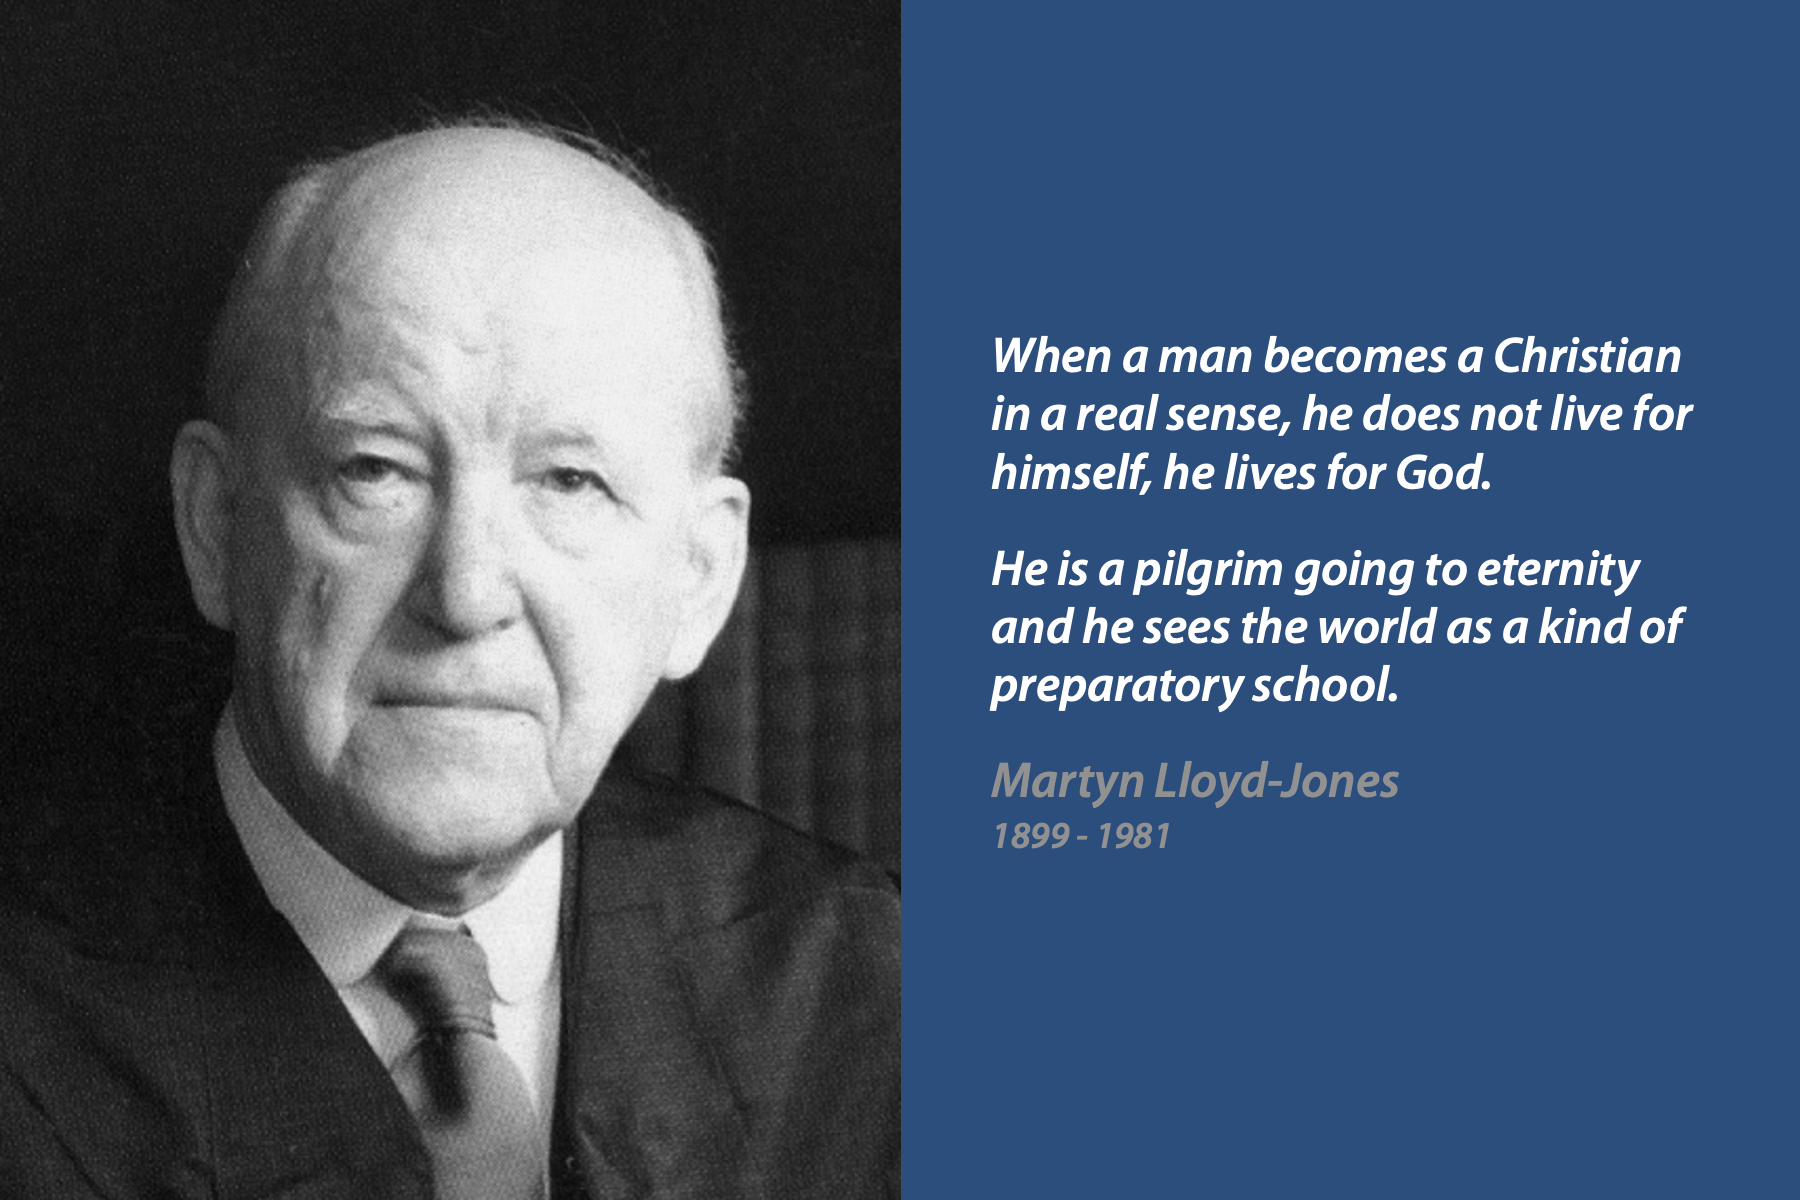 When a man becomes a Christian
in a real sense, he does not live for
himself, he lives for God.
He is a pilgrim going to eternity
and he sees the world as a kind of
preparatory school.
Martyn Lloyd-Jones
1899 - 1981